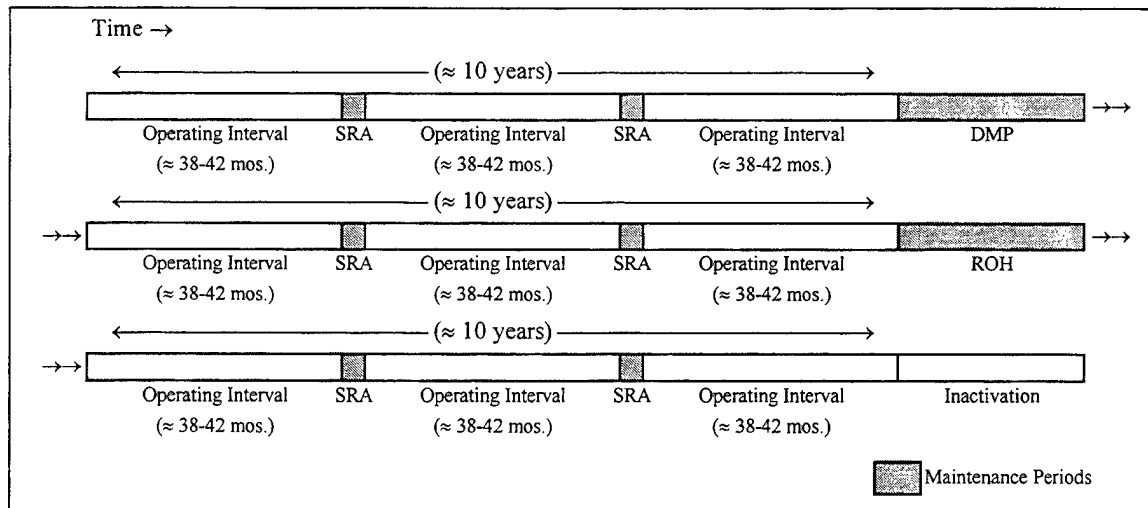 Time →
(≈ 10 years)
Operating Interval SRA Operating Interval SRA Operating Interval DMP
(≈ 38-42 mos.) (≈ 38-42 mos.) (≈ 38-42 mos.)
(≈ 10 years)
Operating Interval SRA Operating Interval SRA Operating Interval ROH
(≈ 38-42 mos.) (≈ 38-42 mos.) (≈ 38-42 mos.)
(≈ 10 years)
Operating Interval SRA Operating Interval SRA Operating Interval Inactivation
(≈ 38-42 mos.) (≈ 38-42 mos.) (≈ 38-42 mos.)
Maintenance Periods